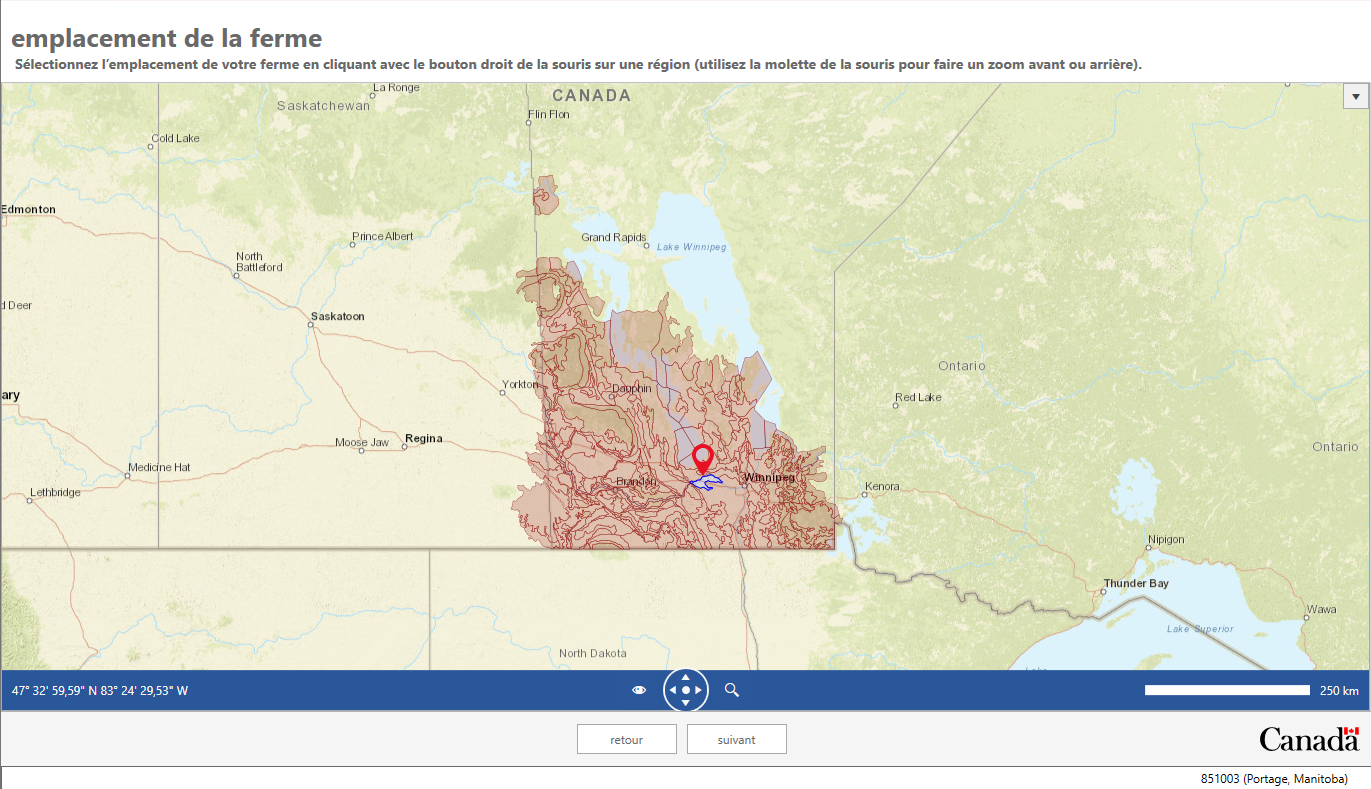 emplacement de la ferme
Sélectionnez l’emplacement de votre ferme en cliquant avec le bouton droit de la souris sur une région (utilisez la molette de la souris pour faire un zoom avant ou arrière).
La Ronge
CANADA
Saskatchewan
Flin Flon
Cold Lake
Edmonton
Prince Albert
Grand Rapids
Lake Winnipeg
North
Battleford
d Deer
Saskatoon
Ontario
Yorkton
Dauphin
ary
Red Lake
Regina
Moose Jaw
Ontario
Medicine Hat
Brandon
Winnipeg
Kenora
Lethbridge
Nipigon
Thunder Bay
Wawa
Lake Superior
North Dakota
Lake
47° 32' 59,59" N 83° 24' 29,53" W
250 km
retour
suivant
Canada
851003 (Portage, Manitoba)